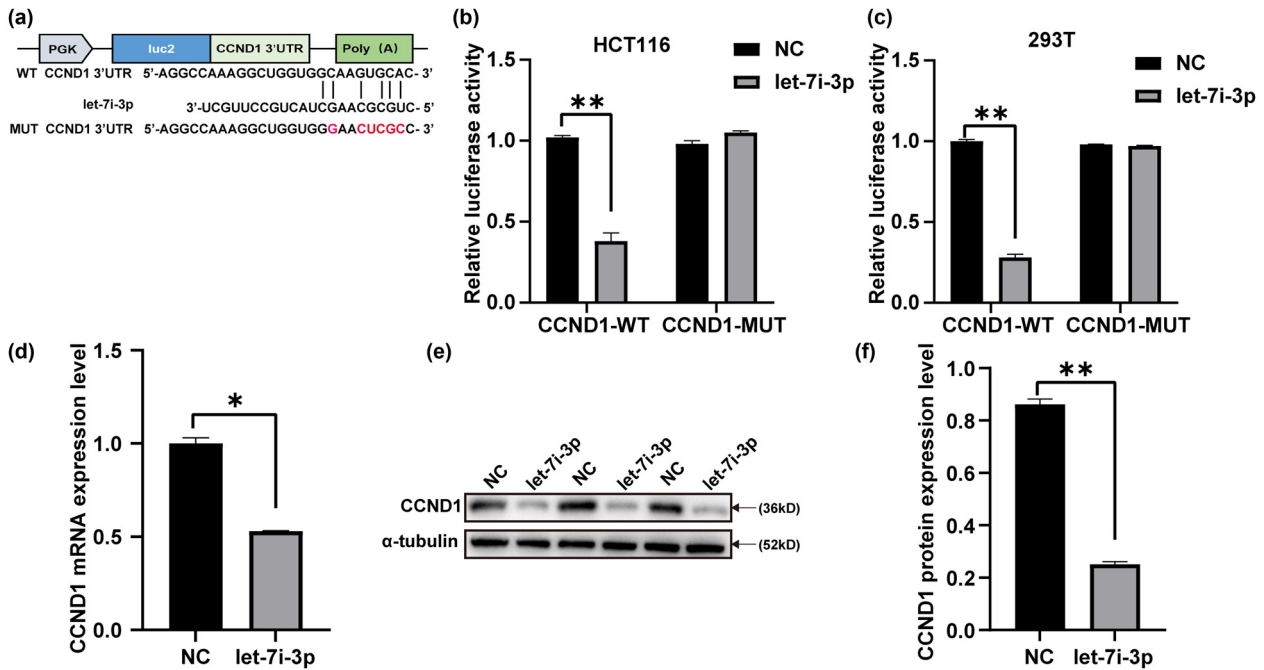 (a)
PGK luc2 CCND1 3'UTR Poly (A)
WT CCND1 3'UTR 5'-AGGCCAAAGGCUGGUGGCAAGUGCAC- 3'
let-7i-3p 3'-UCGUUCCGUCAUCGAACGCGUC- 5'
MUT CCND1 3'UTR 5'-AGGCCAAAGGCUGGUGGGAACUCGCC- 3'
(b)
HCT116
NC
let-7i-3p
Relative luciferase activity
1.5
1.0
0.5
0.0
**
CCND1-WT CCND1-MUT
(c)
293T
NC
let-7i-3p
Relative luciferase activity
1.5
1.0
0.5
0.0
**
CCND1-WT CCND1-MUT
(d)
CCND1 mRNA expression level
1.5
1.0
0.5
0.0
*
NC let-7i-3p
(e)
NC let-7i-3p NC let-7i-3p NC let-7i-3p
CCND1 (36kD)
α-tubulin (52kD)
(f)
CCND1 protein expression level
1.0
0.8
0.6
0.4
0.2
0.0
**
NC let-7i-3p